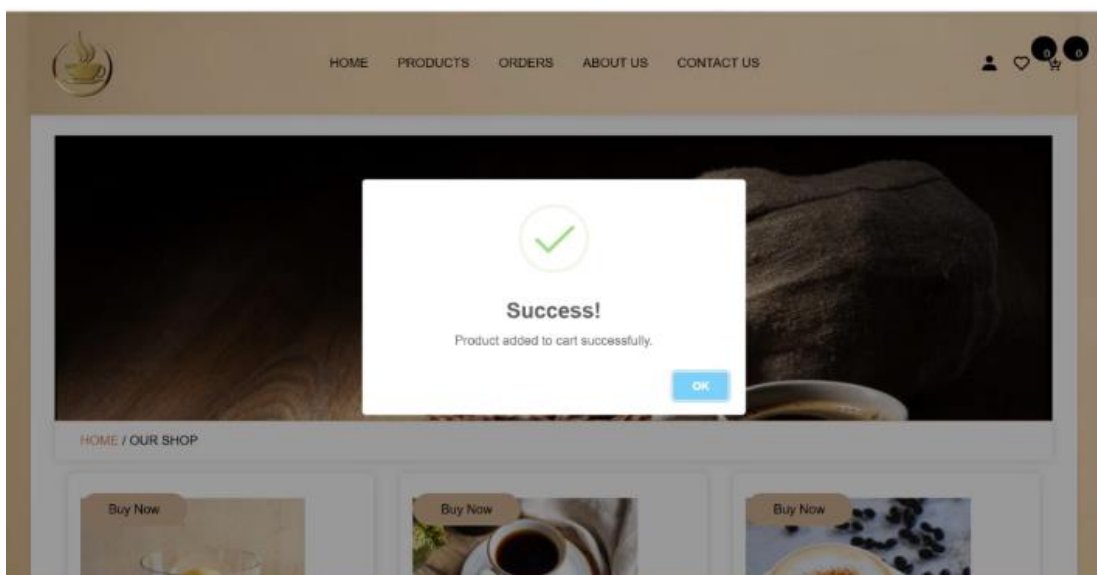 HOME PRODUCTS ORDERS ABOUT US CONTACT US
0 0
Success!
Product added to cart successfully.
OK
HOME / OUR SHOP
Buy Now Buy Now Buy Now